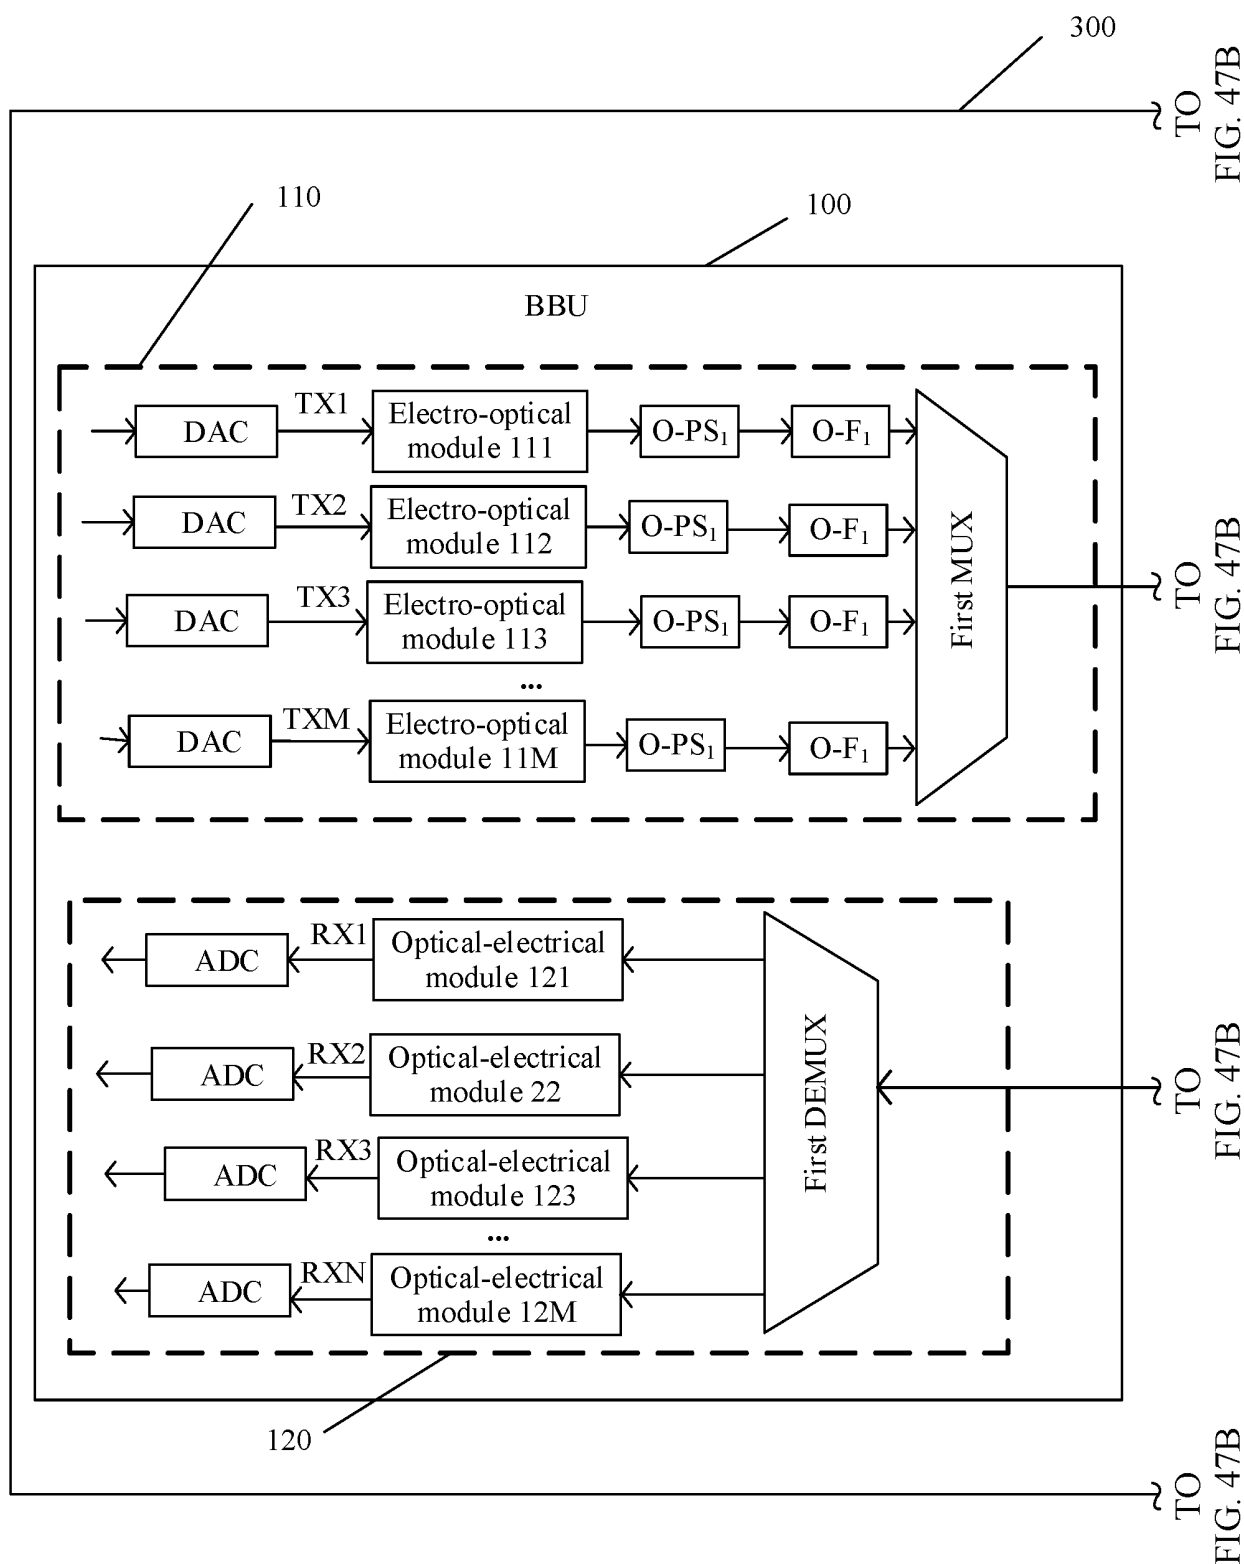 300
TO
FIG. 47B
110
100
BBU
DAC
TX1
Electro-optical
module 111
O-PS₁
O-F₁
DAC
TX2
Electro-optical
module 112
O-PS₁
O-F₁
DAC
TX3
Electro-optical
module 113
O-PS₁
O-F₁
...
DAC
TXM
Electro-optical
module 11M
O-PS₁
O-F₁
First MUX
TO
FIG. 47B
ADC
RX1
Optical-electrical
module 121
ADC
RX2
Optical-electrical
module 22
ADC
RX3
Optical-electrical
module 123
...
ADC
RXN
Optical-electrical
module 12M
First DEMUX
TO
FIG. 47B
120
TO
FIG. 47B